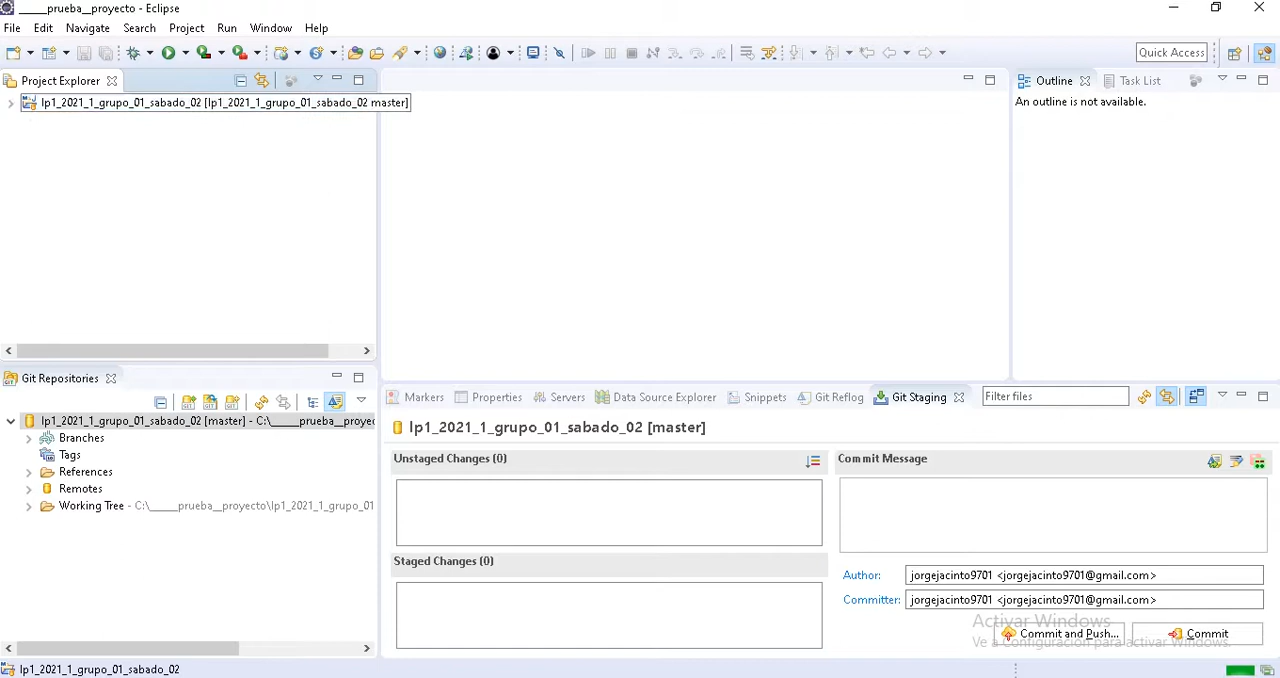 _____prueba__proyecto - Eclipse
File Edit Navigate Search Project Run Window Help
Quick Access
Project Explorer
lp1_2021_1_grupo_01_sabado_02 [lp1_2021_1_grupo_01_sabado_02 master]
Outline Task List
An outline is not available.
Git Repositories
lp1_2021_1_grupo_01_sabado_02 [master] - C:\_____prueba__proyec
Branches
Tags
References
Remotes
Working Tree - C:\_____prueba__proyecto\lp1_2021_1_grupo_01
Markers Properties Servers Data Source Explorer Snippets Git Reflog Git Staging Filter files
lp1_2021_1_grupo_01_sabado_02 [master]
Unstaged Changes (0)
Staged Changes (0)
Commit Message
Author: jorgejacinto9701 <jorgejacinto9701@gmail.com>
Committer: jorgejacinto9701 <jorgejacinto9701@gmail.com>
Activar Windows
Ve a Configuración para activar Windows.
Commit and Push... Commit
lp1_2021_1_grupo_01_sabado_02